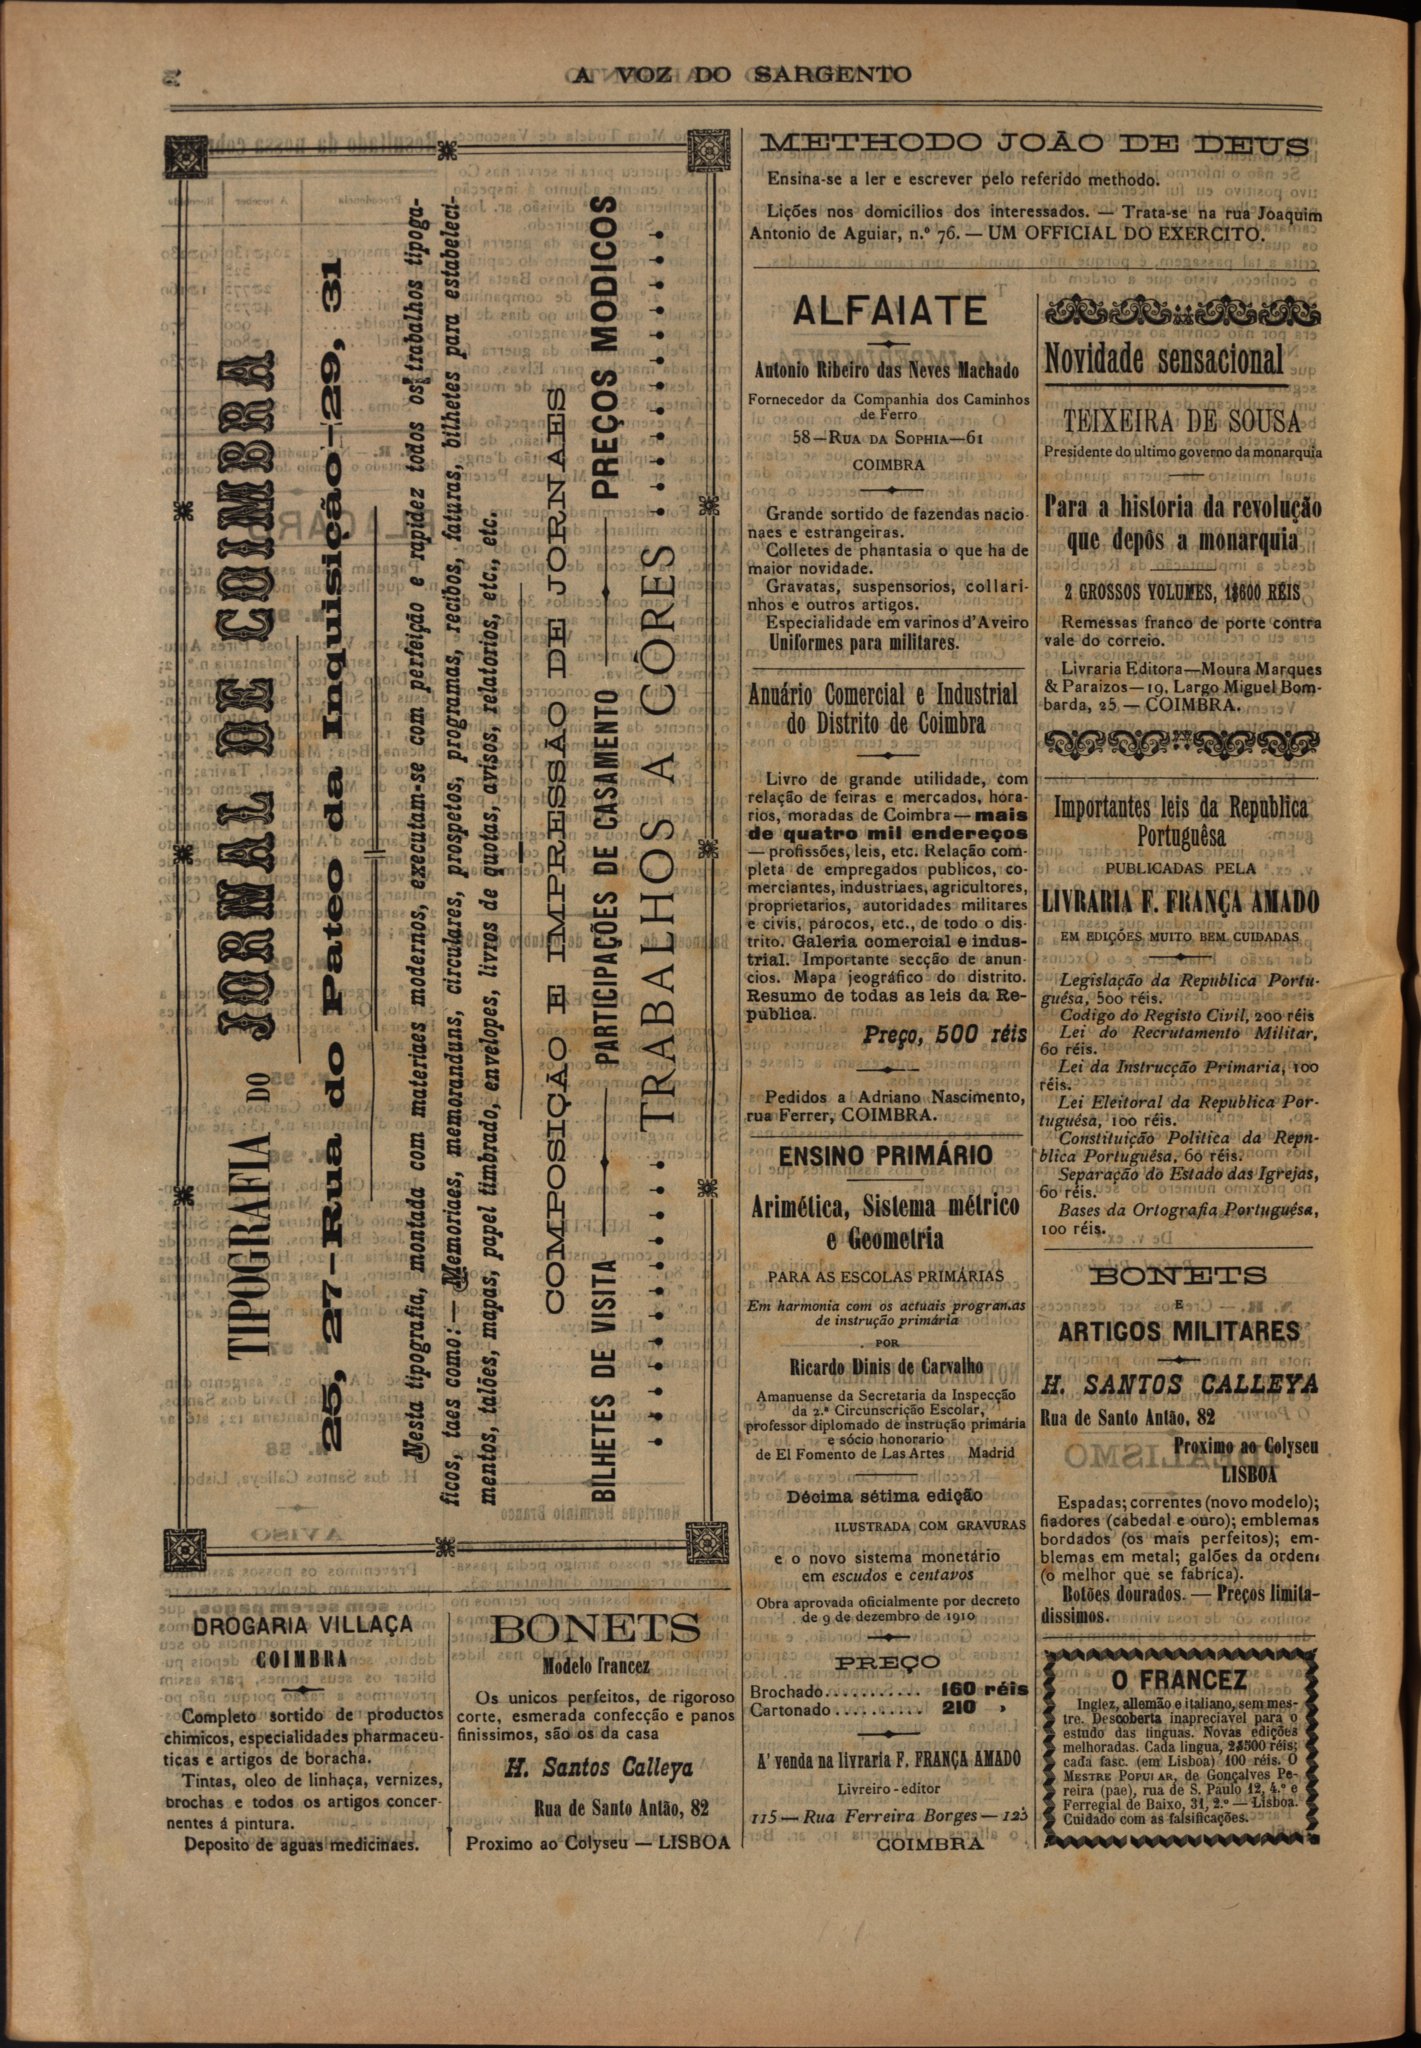 A VOZ DO SARGENTO
TIPOGRAFIA DO JORNAL DE COIMBRA
25, 27—Rua do Pateo da Inquisição—29, 31
Nesta tipografia, montada com materiaes modernos, executam-se com perfeição e rapidez todos os trabalhos tipoga-
ficos, taes como:—Memoriaes, memoranduns, circulares, prospetos, programas, recibos, faturas, bilhetes para estabeleci-
mentos, talões, mapas, papel timbrado, envelopes, livros de quotas, avisos, relatorios, etc., etc.
COMPOSIÇÃO E IMPRESSÃO DE JORNAES
BILHETES DE VISITA — PARTICIPAÇÕES DE CASAMENTO — PREÇOS MODICOS
TRABALHOS A CÔRES
DROGARIA VILLAÇA
COIMBRA
Completo sortido de productos
chimicos, especialidades pharmaceu-
ticas e artigos de boracha.
Tintas, oleo de linhaça, vernizes,
brochas e todos os artigos concer-
nentes á pintura.
Deposito de aguas medicinaes.
BONETS
Modelo francez
Os unicos perfeitos, de rigoroso
corte, esmerada confecção e panos
finissimos, são os da casa
H. Santos Calleya
Rua de Santo Antão, 82
Proximo ao Colyseu — LISBOA
METHODO JOÃO DE DEUS
Ensina-se a ler e escrever pelo referido methodo.
Lições nos domicilios dos interessados. — Trata-se na rua Joaquim
Antonio de Aguiar, n.º 76. — UM OFFICIAL DO EXERCITO.
ALFAIATE
Antonio Ribeiro das Neves Machado
Fornecedor da Companhia dos Caminhos
de Ferro
58—RUA DA SOPHIA—61
COIMBRA
Grande sortido de fazendas nacio-
naes e estrangeiras.
Colletes de phantasia o que ha de
maior novidade.
Gravatas, suspensorios, collari-
nhos e outros artigos.
Especialidade em varinos d'Aveiro
Uniformes para militares.
Anuário Comercial e Industrial
do Distrito de Coimbra
Livro de grande utilidade, com
relação de feiras e mercados, hora-
rios, moradas de Coimbra—mais
de quatro mil endereços
—profissões, leis, etc. Relação com-
pleta de empregados publicos, co-
merciantes, industriaes, agricultores,
proprietarios, autoridades militares
e civis, párocos, etc., de todo o dis-
trito. Galeria comercial e indus-
trial. Importante secção de anun-
cios. Mapa jeográfico do distrito.
Resumo de todas as leis da Re-
publica.
Preço, 500 réis
Pedidos a Adriano Nascimento,
rua Ferrer, COIMBRA.
ENSINO PRIMÁRIO
Arimética, Sistema métrico
e Geometria
PARA AS ESCOLAS PRIMÁRIAS
Em harmonia com os actuais programas
de instrução primária
POR
Ricardo Dinis de Carvalho
Amanuense da Secretaria da Inspecção
da 2.ª Circunscrição Escolar,
professor diplomado de instrução primária
e sócio honorario
de El Fomento de Las Artes Madrid
Décima sétima edição
ILUSTRADA COM GRAVURAS
e o novo sistema monetário
em escudos e centavos
Obra aprovada oficialmente por decreto
de 9 de dezembro de 1910
PREÇO
Brochado........... 160 réis
Cartonado.......... 210 »
A' venda na livraria F. FRANÇA AMADO
Livreiro-editor
115—Rua Ferreira Borges—123
COIMBRA
Novidade sensacional
TEIXEIRA DE SOUSA
Presidente do ultimo governo da monarquia
Para a historia da revolução
que depôs a monarquia
2 GROSSOS VOLUMES, 1$600 RÉIS
Remessas franco de porte contra
vale do correio.
Livraria Editora—Moura Marques
& Paraizos—19, Largo Miguel Bom-
barda, 25 — COIMBRA.
Importantes leis da Republica
Portuguêsa
PUBLICADAS PELA
LIVRARIA F. FRANÇA AMADO
EM EDIÇÕES MUITO BEM CUIDADAS
Legislação da Republica Portu-
guésa, 500 réis.
Codigo do Registo Civil, 200 réis
Lei do Recrutamento Militar,
60 réis.
Lei da Instrucção Primaria, 100
réis.
Lei Eleitoral da Republica Por-
tuguésa, 100 réis.
Constituição Politica da Repu-
blica Portuguêsa, 60 réis.
Separação do Estado das Igrejas,
60 réis.
Bases da Ortografia Portuguésa,
100 réis.
BONETS
E
ARTIGOS MILITARES
H. SANTOS CALLEYA
Rua de Santo Antão, 82
Proximo ao Colyseu
LISBOA
Espadas; correntes (novo modelo);
fiadores (cabedal e ouro); emblemas
bordados (os mais perfeitos); em-
blemas em metal; galões da ordem
(o melhor que se fabrica).
Botões dourados. — Preços limita-
dissimos.
O FRANCEZ
Inglez, allemão e italiano, sem mes-
tre. Descoberta inapreciavel para o
estudo das linguas. Novas edições
melhoradas. Cada lingua, 2$500 réis;
cada fasc. (em Lisboa) 100 réis. O
MESTRE POPULAR, de Gonçalves Pe-
reira (pae), rua de S. Paulo 12, 4.º e
Ferregial de Baixo, 31, 2.º — Lisboa.
Cuidado com as falsificações.